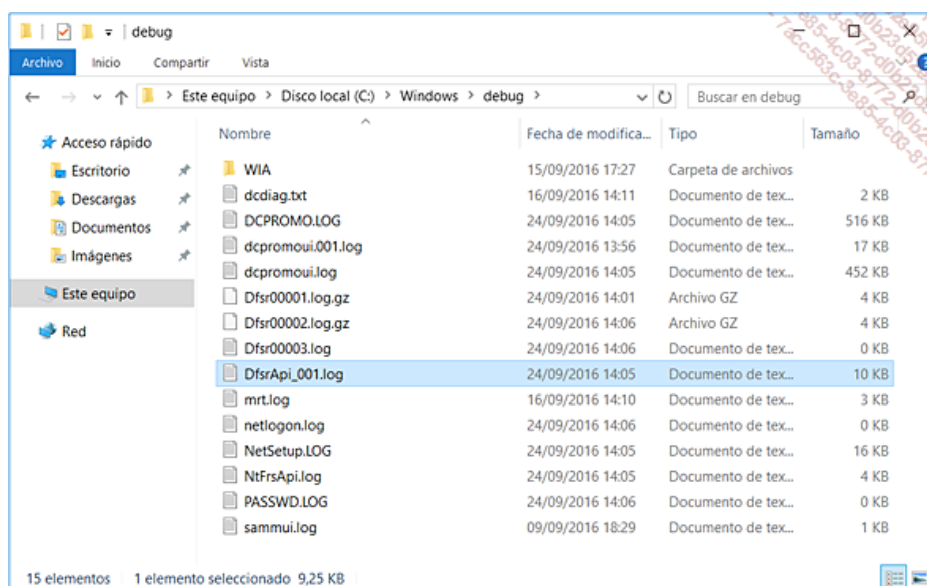 debug
Archivo Inicio Compartir Vista
Este equipo > Disco local (C:) > Windows > debug > Buscar en debug
Nombre Fecha de modifica... Tipo Tamaño
Acceso rápido
Escritorio
Descargas
Documentos
Imágenes
Este equipo
Red
WIA 15/09/2016 17:27 Carpeta de archivos
dcdiag.txt 16/09/2016 14:11 Documento de tex... 2 KB
DCPROMO.LOG 24/09/2016 14:05 Documento de tex... 516 KB
dcpromoui.001.log 24/09/2016 13:56 Documento de tex... 17 KB
dcpromoui.log 24/09/2016 14:05 Documento de tex... 452 KB
Dfsr00001.log.gz 24/09/2016 14:01 Archivo GZ 4 KB
Dfsr00002.log.gz 24/09/2016 14:06 Archivo GZ 4 KB
Dfsr00003.log 24/09/2016 14:06 Documento de tex... 0 KB
DfsrApi_001.log 24/09/2016 14:05 Documento de tex... 10 KB
mrt.log 16/09/2016 14:10 Documento de tex... 3 KB
netlogon.log 24/09/2016 14:06 Documento de tex... 0 KB
NetSetup.LOG 24/09/2016 14:05 Documento de tex... 16 KB
NtFrsApi.log 24/09/2016 14:05 Documento de tex... 4 KB
PASSWD.LOG 24/09/2016 14:06 Documento de tex... 0 KB
sammui.log 09/09/2016 18:29 Documento de tex... 1 KB
15 elementos 1 elemento seleccionado 9,25 KB